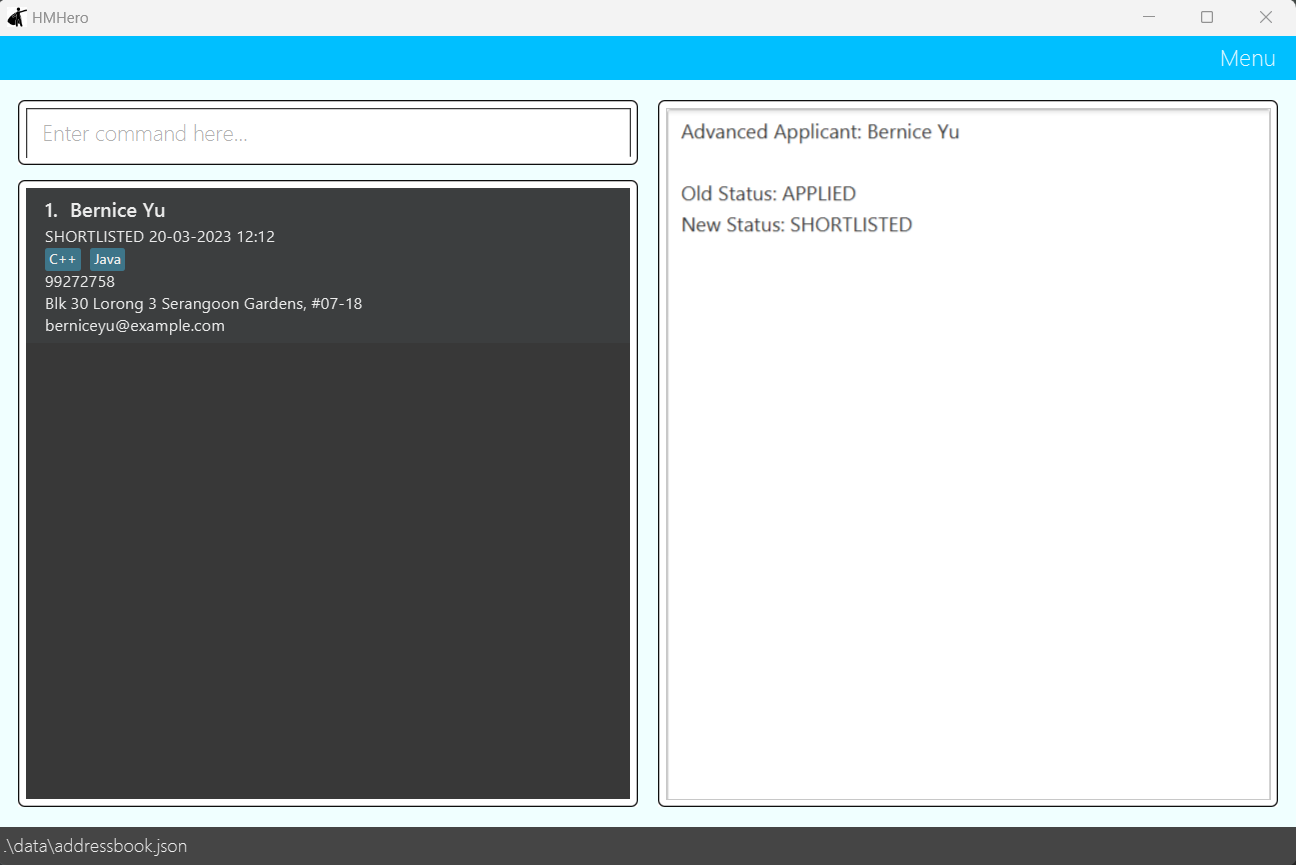 HMHero
Menu
Enter command here...
1. Bernice Yu
SHORTLISTED 20-03-2023 12:12
C++ Java
99272758
Blk 30 Lorong 3 Serangoon Gardens, #07-18
berniceyu@example.com
Advanced Applicant: Bernice Yu
Old Status: APPLIED
New Status: SHORTLISTED
.\data\addressbook.json